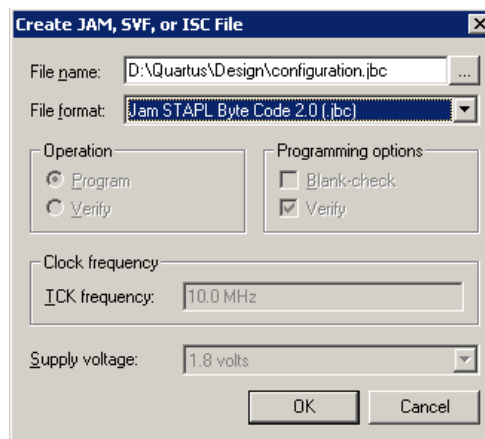 Create JAM, SVF, or ISC File
File name: D:\Quartus\Design\configuration.jbc ...
File format: Jam STAPL Byte Code 2.0 (.jbc)
Operation
Programming options
Program
Blank-check
Verify
Verify
Clock frequency
TCK frequency: 10.0 MHz
Supply voltage: 1.8 volts
OK Cancel